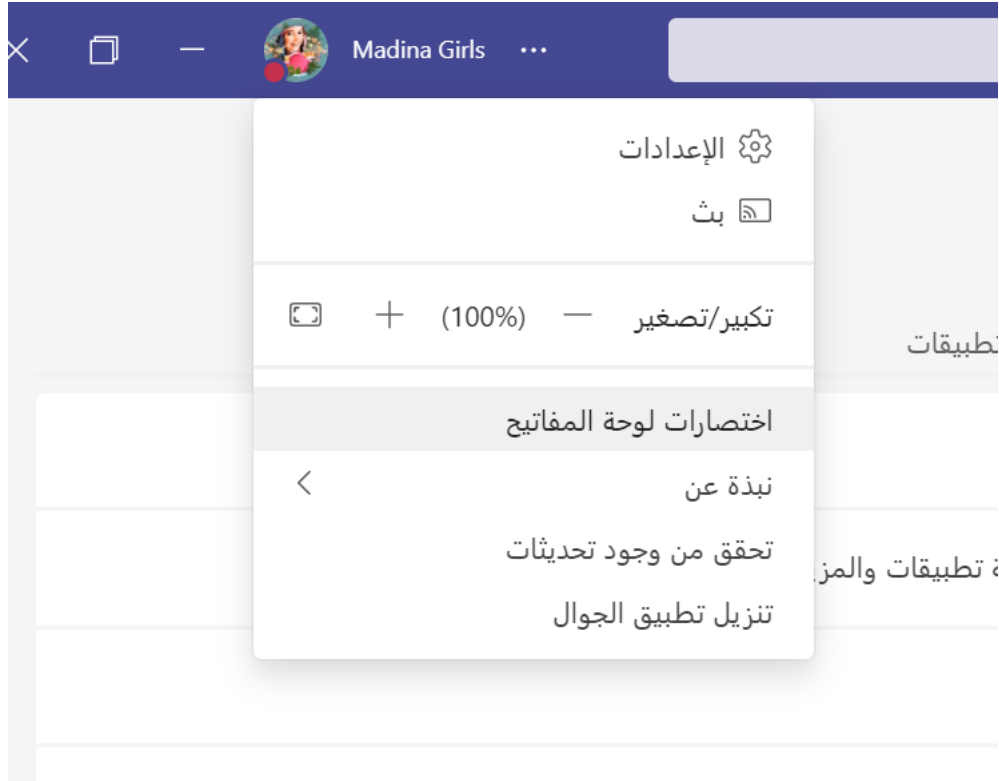 Madina Girls
الإعدادات
بث
تكبير/تصغير (100%)
تطبيقات
اختصارات لوحة المفاتيح
نبذة عن
تحقق من وجود تحديثات
تطبيقات
تنزيل تطبيق الجوال